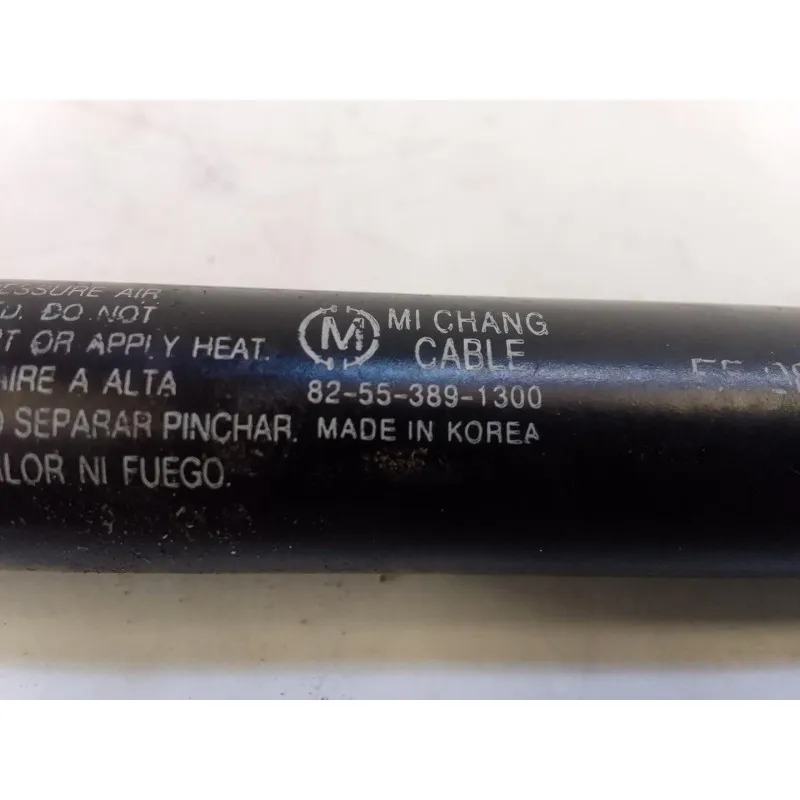 ESSURE AIR
ED. DO NOT
OR APPLY HEAT.
AIRE A ALTA
SEPARAR PINCHAR.
ALOR NI FUEGO.
M
MI CHANG
CABLE
82-55-389-1300
MADE IN KOREA